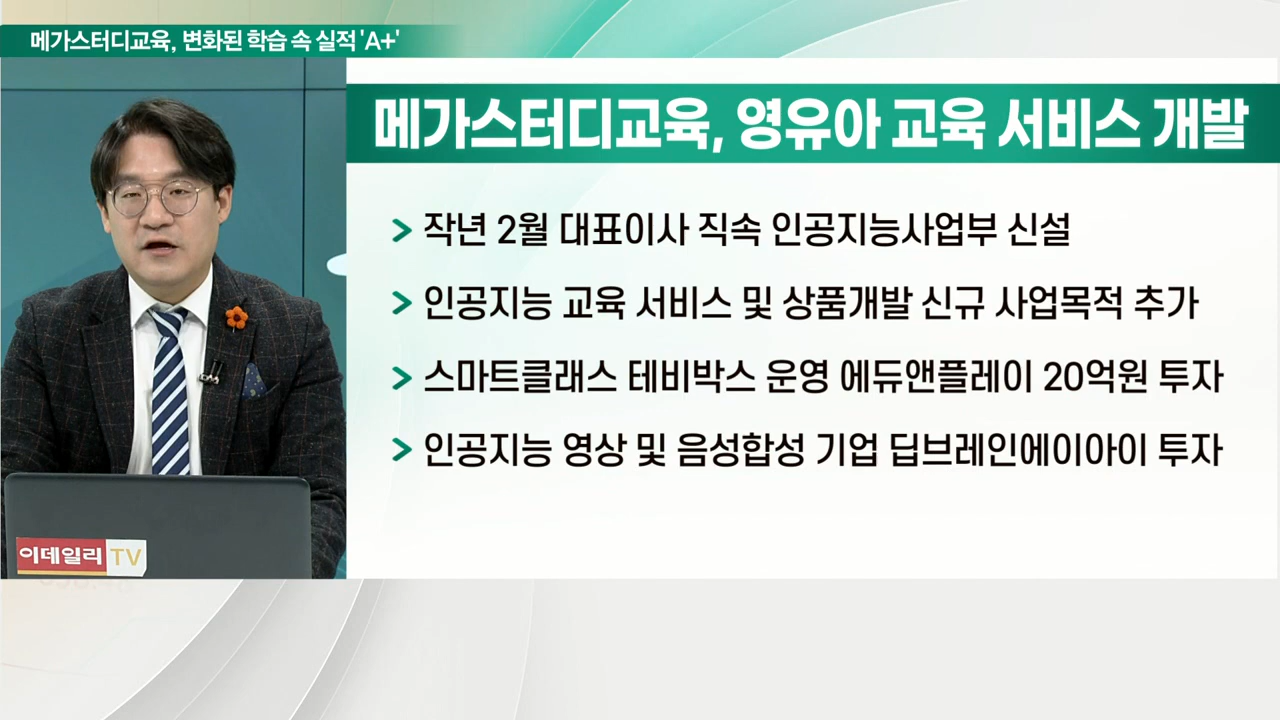 메가스터디교육, 변화된 학습 속 실적 'A+'
메가스터디교육, 영유아 교육 서비스 개발
> 작년 2월 대표이사 직속 인공지능사업부 신설
> 인공지능 교육 서비스 및 상품개발 신규 사업목적 추가
> 스마트클래스 테비박스 운영 에듀앤플레이 20억원 투자
> 인공지능 영상 및 음성합성 기업 딥브레인에이아이 투자
이데일리TV